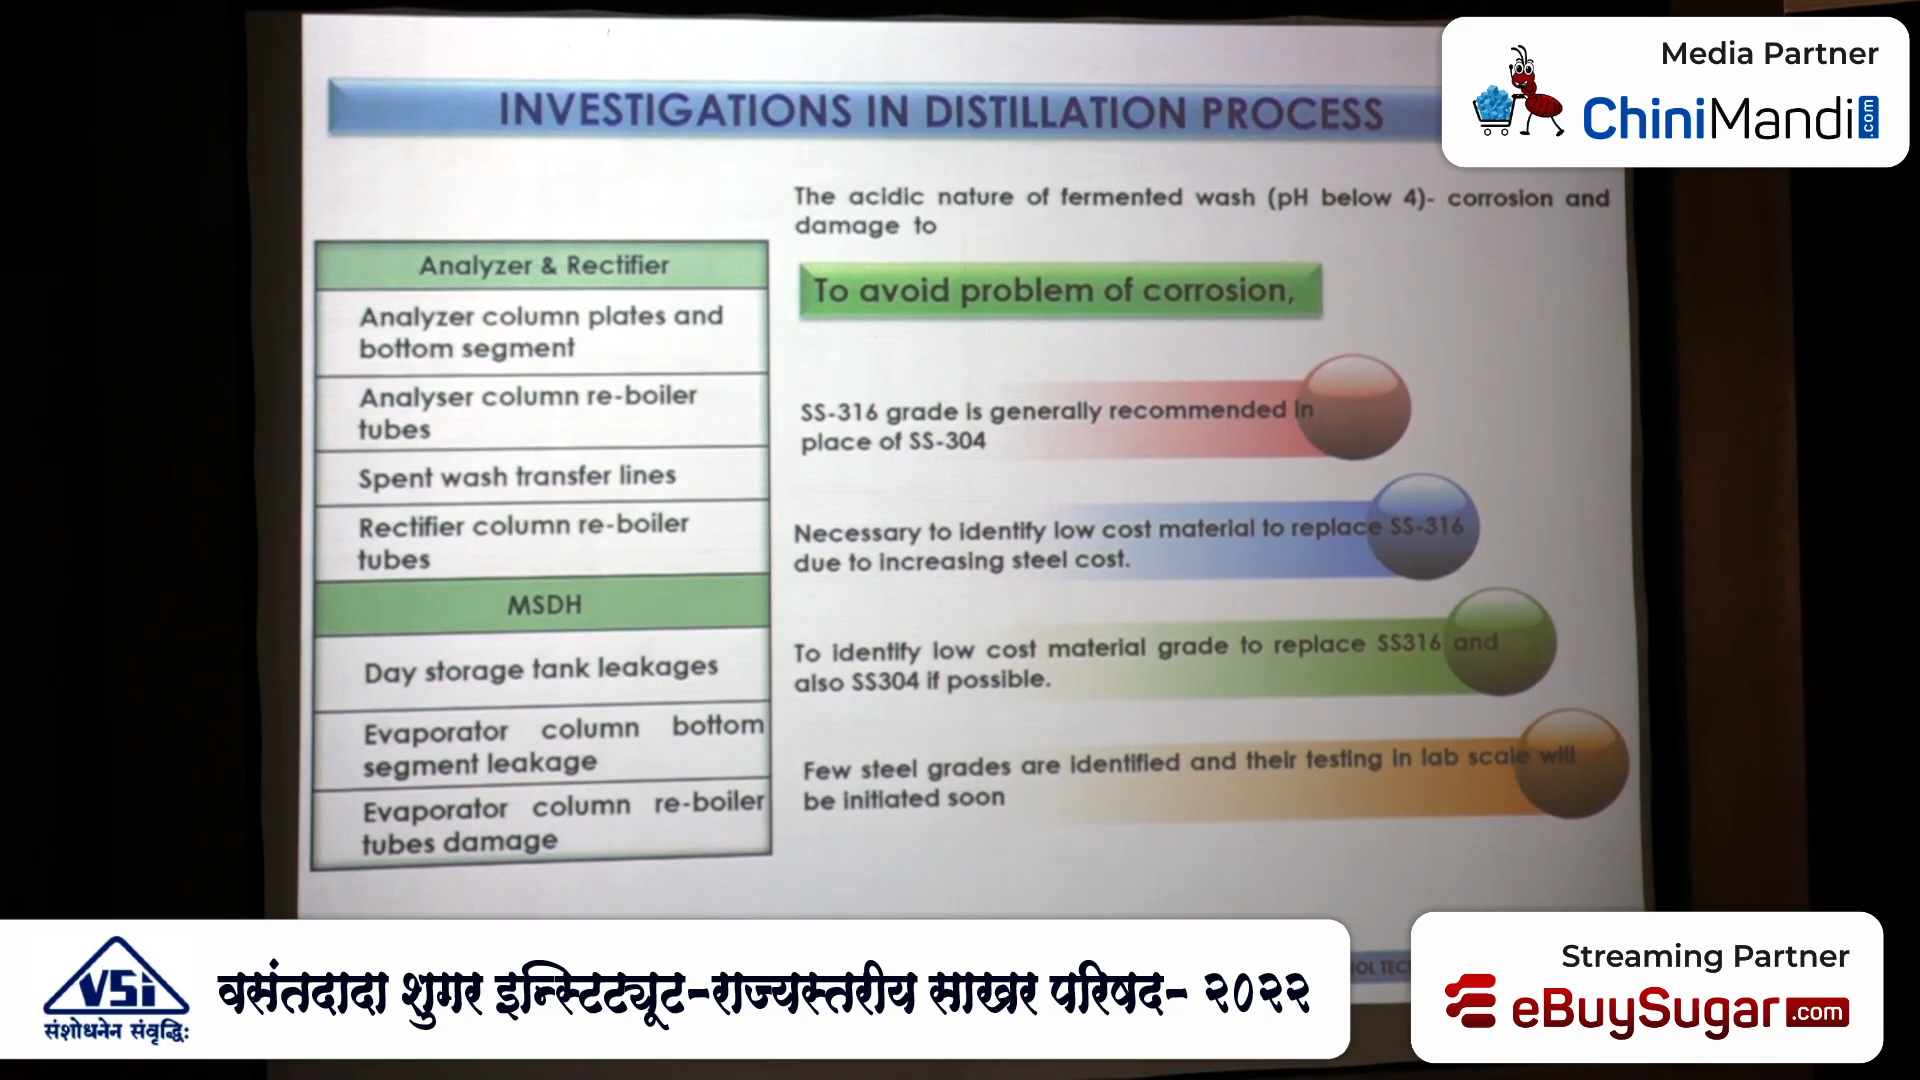 INVESTIGATIONS IN DISTILLATION PROCESS
Media Partner
ChiniMandi.com
The acidic nature of fermented wash (pH below 4)- corrosion and
damage to
Analyzer & Rectifier
Analyzer column plates and
bottom segment
Analyser column re-boiler
tubes
Spent wash transfer lines
Rectifier column re-boiler
tubes
MSDH
Day storage tank leakages
Evaporator column bottom
segment leakage
Evaporator column re-boiler
tubes damage
To avoid problem of corrosion,
SS-316 grade is generally recommended in
place of SS-304
Necessary to identify low cost material to replace SS-316
due to increasing steel cost.
To identify low cost material grade to replace SS316 and
also SS304 if possible.
Few steel grades are identified and their testing in lab scale will
be initiated soon
VSI
संशोधनेन संवृद्धिः
वसंतदादा शुगर इन्स्टिट्यूट-राज्यस्तरीय साखर परिषद- २०२२
Streaming Partner
eBuySugar.com